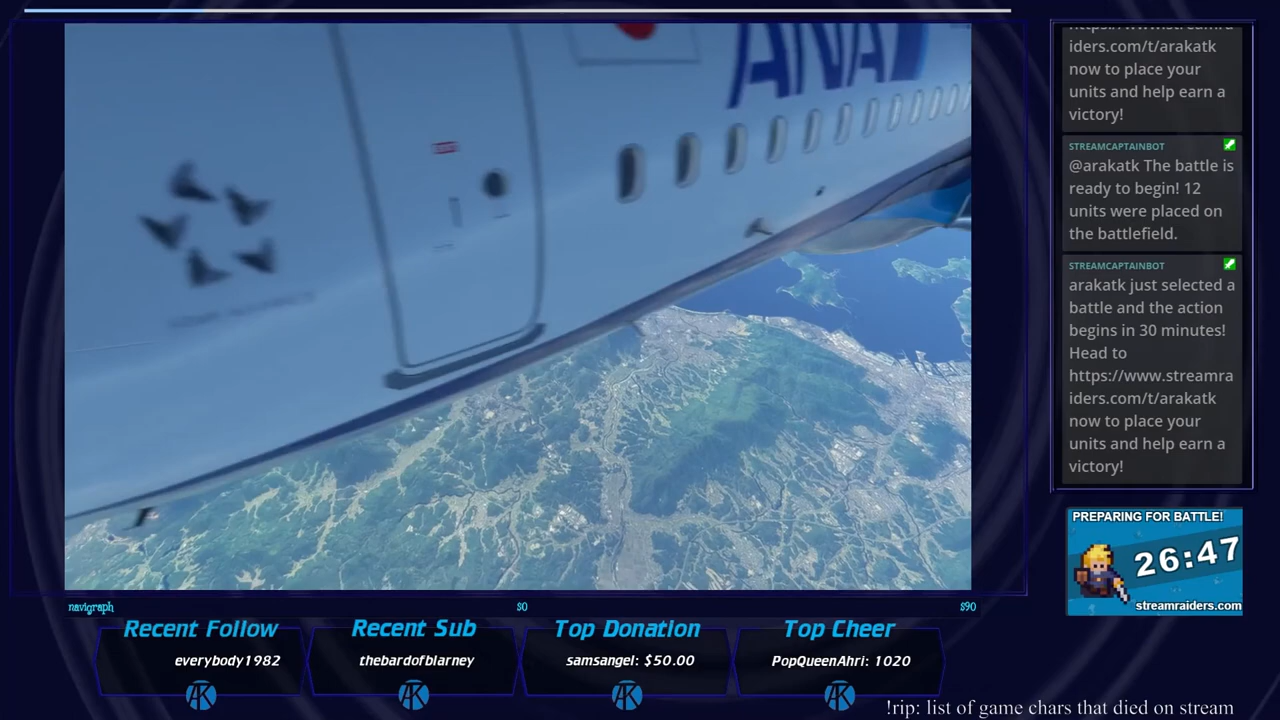 ANA
iders.com/t/arakatk
now to place your
units and help earn a
victory!
STREAMCAPTAINBOT
@arakatk The battle is
ready to begin! 12
units were placed on
the battlefield.
STREAMCAPTAINBOT
arakatk just selected a
battle and the action
begins in 30 minutes!
Head to
https://www.streamra
iders.com/t/arakatk
now to place your
units and help earn a
victory!
PREPARING FOR BATTLE!
26:47
streamraiders.com
navigraph
$0
$90
Recent Follow
everybody1982
Recent Sub
thebardofblarney
Top Donation
samsangel: $50.00
Top Cheer
PopQueenAhri: 1020
AK
AK
AK
AK
!rip: list of game chars that died on stream